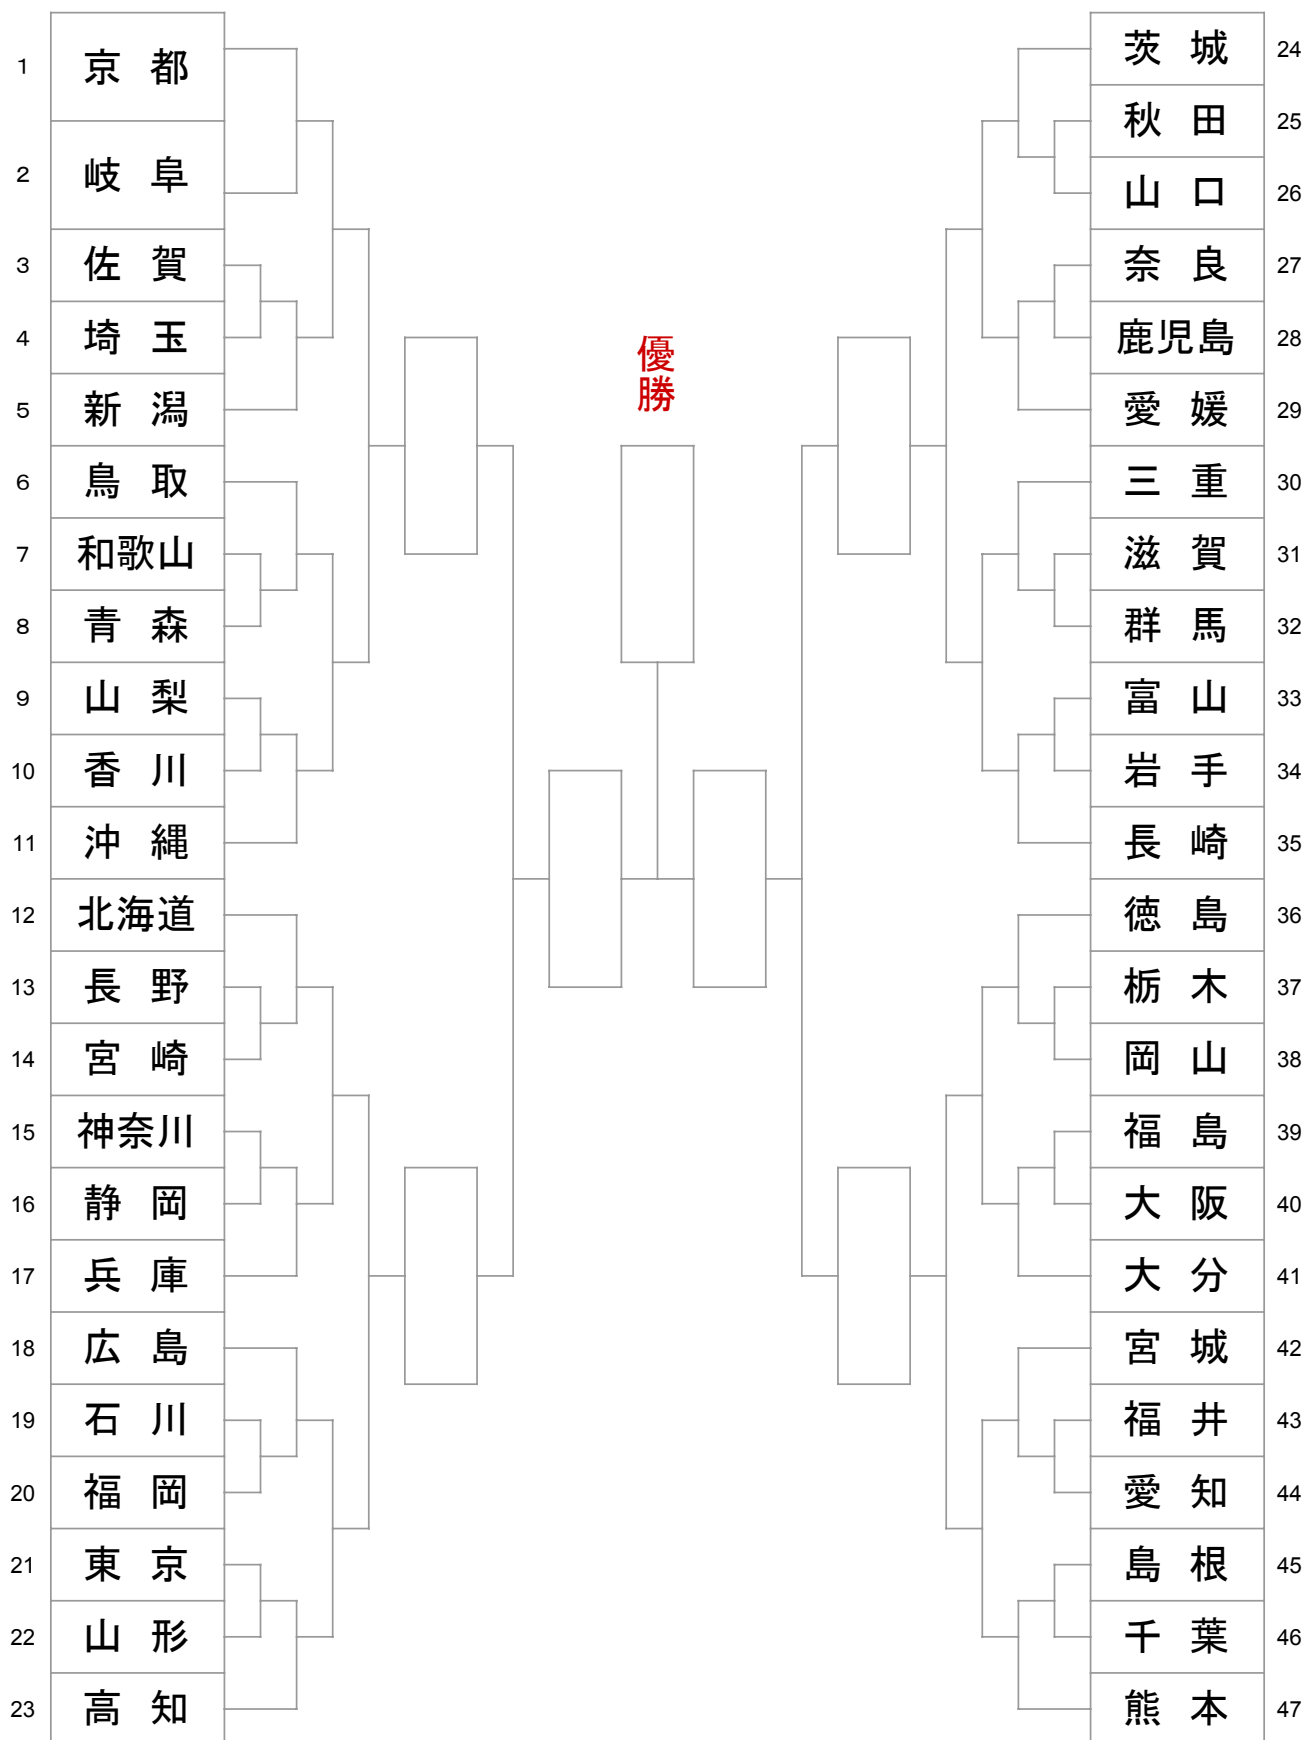 1 京 都
2 岐 阜
3 佐 賀
4 埼 玉
5 新 潟
6 鳥 取
7 和歌山
8 青 森
9 山 梨
10 香 川
11 沖 縄
12 北海道
13 長 野
14 宮 崎
15 神奈川
16 静 岡
17 兵 庫
18 広 島
19 石 川
20 福 岡
21 東 京
22 山 形
23 高 知
優
勝
茨 城 24
秋 田 25
山 口 26
奈 良 27
鹿児島 28
愛 媛 29
三 重 30
滋 賀 31
群 馬 32
富 山 33
岩 手 34
長 崎 35
徳 島 36
栃 木 37
岡 山 38
福 島 39
大 阪 40
大 分 41
宮 城 42
福 井 43
愛 知 44
島 根 45
千 葉 46
熊 本 47